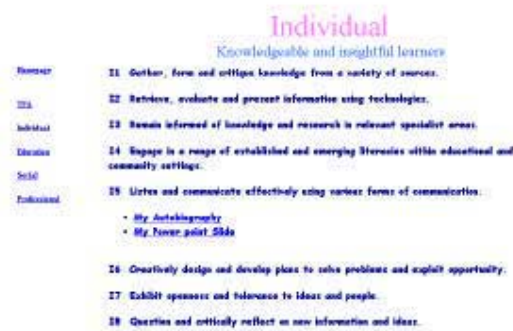 Individual
Knowledgeable and insightful learners
Homepage
I1 Gather, form and critique knowledge from a variety of sources.
I2 Retrieve, evaluate and present information using technologies.
Individual
I3 Remain informed of knowledge and research in relevant specialist areas.
Education
I4 Engage in a range of established and emerging literacies within educational and
community settings.
Social
I5 Listen and communicate effectively using various forms of communication.
Professional
• My Autobiography
• My Power point Slide
I6 Creatively design and develop plans to solve problems and exploit opportunity.
I7 Exhibit openness and tolerance to ideas and people.
I8 Question and critically reflect on new information and ideas.